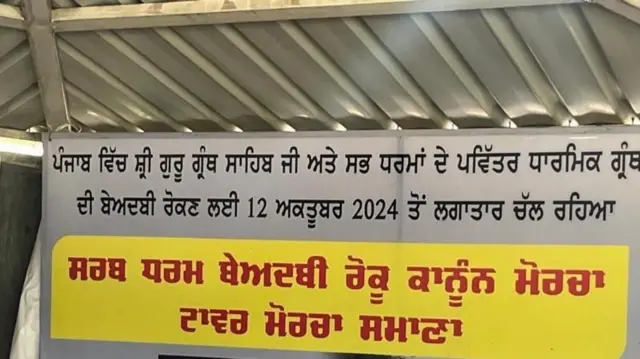 ਪੰਜਾਬ ਵਿੱਚ ਸ਼੍ਰੀ ਗੁਰੂ ਗ੍ਰੰਥ ਸਾਹਿਬ ਜੀ ਅਤੇ ਸਭ ਧਰਮਾਂ ਦੇ ਪਵਿੱਤਰ ਧਾਰਮਿਕ ਗ੍ਰੰਥ
ਦੀ ਬੇਅਦਬੀ ਰੋਕਣ ਲਈ 12 ਅਕਤੂਬਰ 2024 ਤੋਂ ਲਗਾਤਾਰ ਚੱਲ ਰਹਿਆ
ਸਰਬ ਧਰਮ ਬੇਅਦਬੀ ਰੋਕੂ ਕਾਨੂੰਨ ਮੋਰਚਾ
ਟਾਵਰ ਮੋਰਚਾ ਸਮਾਣਾ